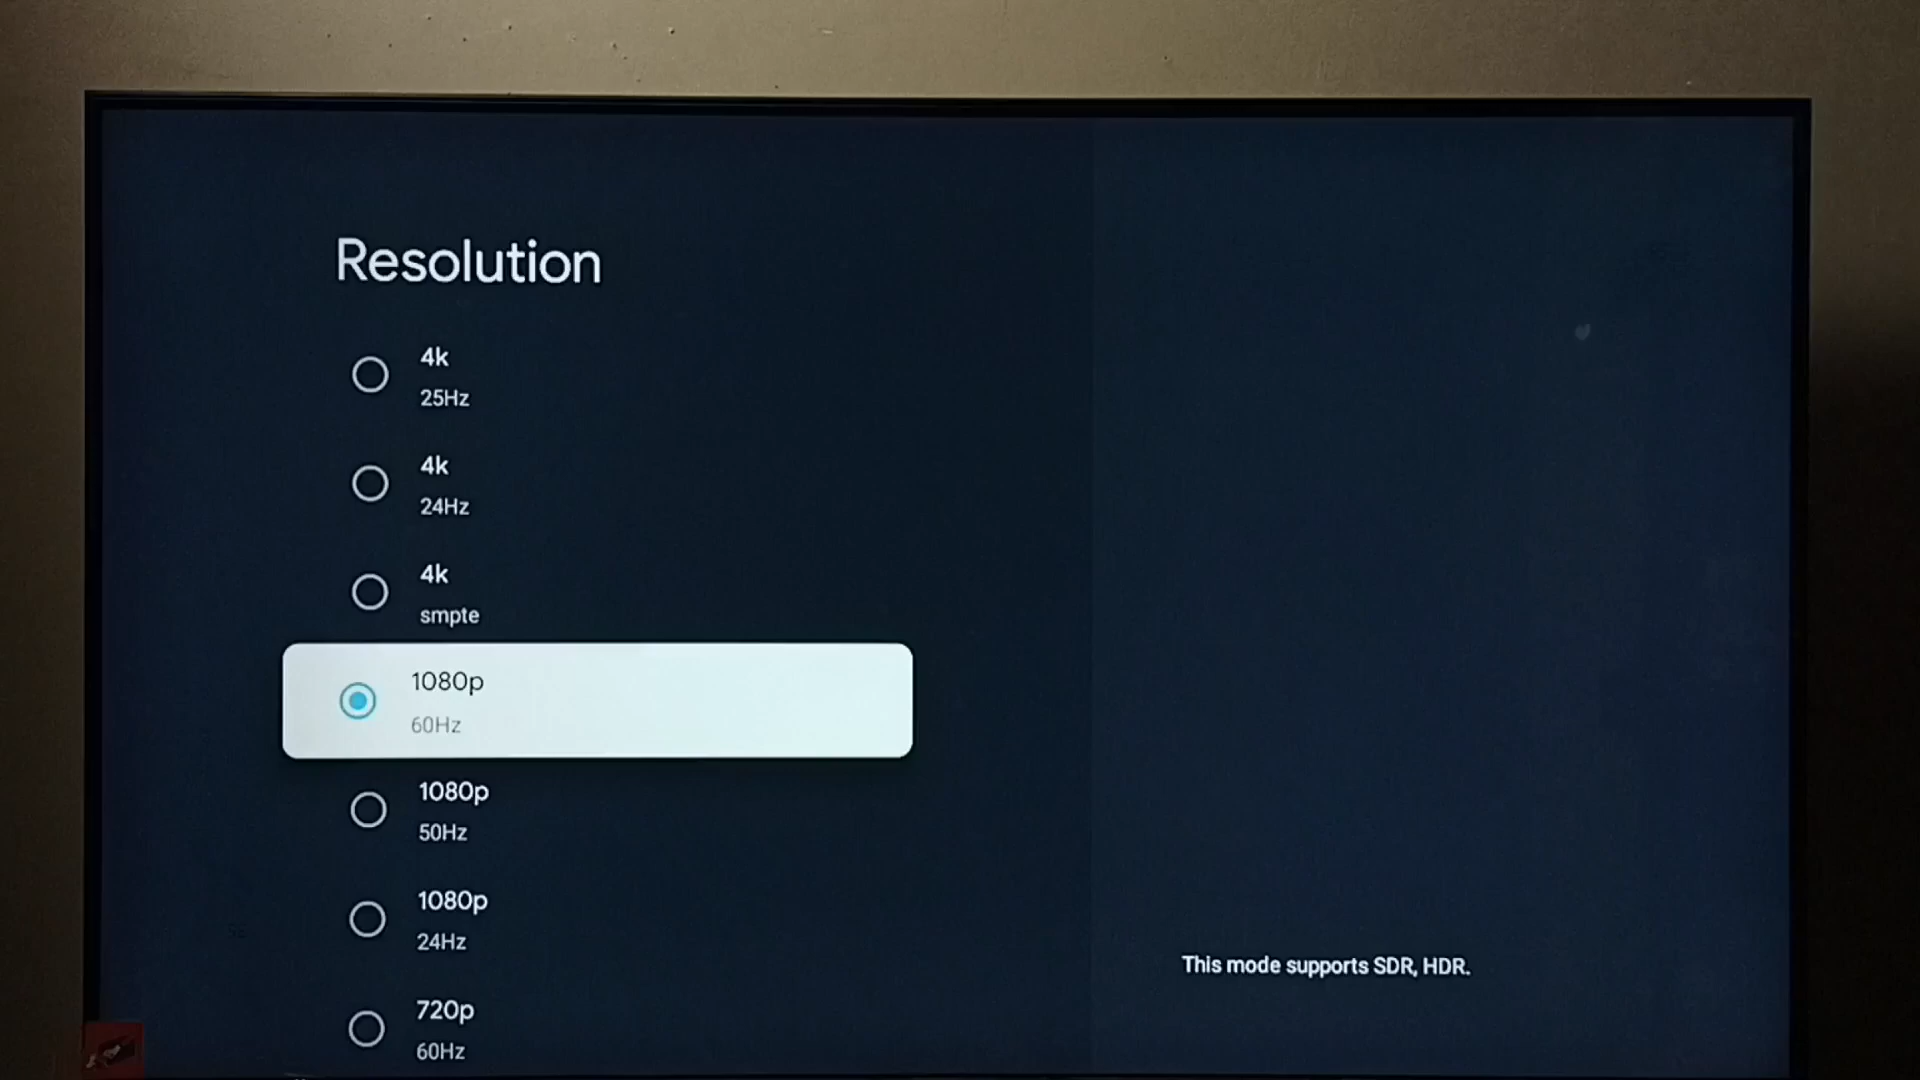 Resolution
4k
25Hz
4k
24Hz
4k
smpte
1080p
60Hz
1080p
50Hz
1080p
24Hz
720p
60Hz
This mode supports SDR, HDR.